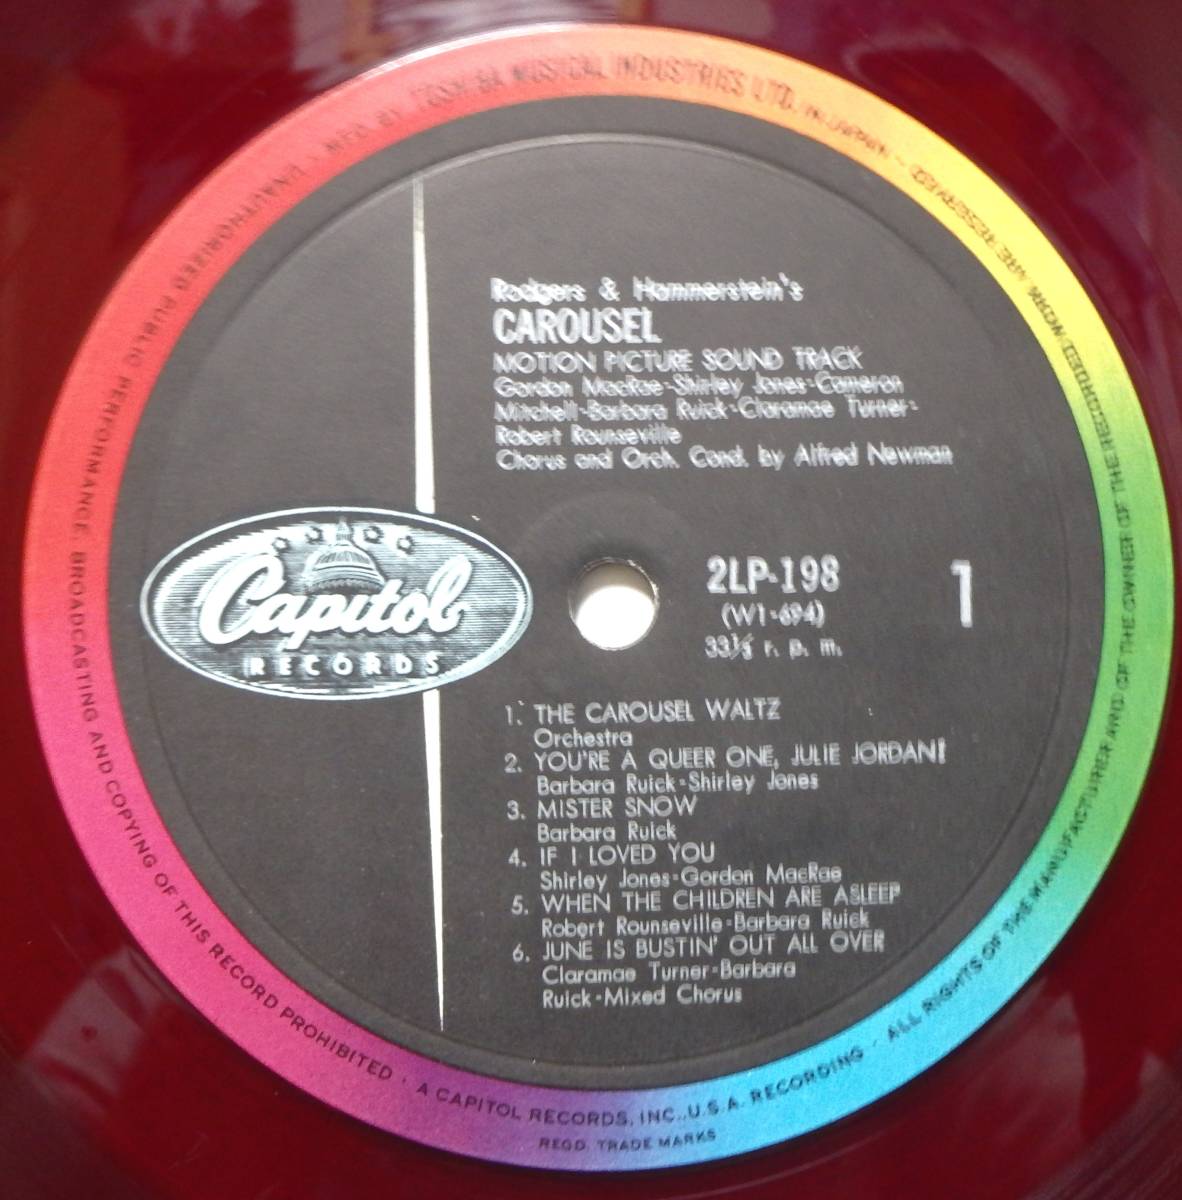 Rodgers & Hammerstein's
CAROUSEL
MOTION PICTURE SOUND TRACK
Gordon MacRae-Shirley Jones-Cameron
Mitchell-Barbara Ruick-Claramae Turner-
Robert Rounseville
Chorus and Orch. Cond. by Alfred Newman
Capitol
RECORDS
2LP-198
(W1-694)
33⅓ r. p. m.
1
1. THE CAROUSEL WALTZ
Orchestra
2. YOU'RE A QUEER ONE, JULIE JORDAN!
Barbara Ruick-Shirley Jones
3. MISTER SNOW
Barbara Ruick
4. IF I LOVED YOU
Shirley Jones-Gordon MacRae
5. WHEN THE CHILDREN ARE ASLEEP
Robert Rounseville-Barbara Ruick
6. JUNE IS BUSTIN' OUT ALL OVER
Claramae Turner-Barbara
Ruick-Mixed Chorus
MFD. BY TOSHIBA MUSICAL INDUSTRIES LTD. IN JAPAN · ALL RIGHTS OF THE MANUFACTURER AND OF THE OWNER OF THE RECORDED WORK ARE RESERVED · UNAUTHORIZED PUBLIC PERFORMANCE, BROADCASTING AND COPYING OF THIS RECORD PROHIBITED · A CAPITOL RECORDS, INC., U.S.A. RECORDING ·
REGD. TRADE MARKS